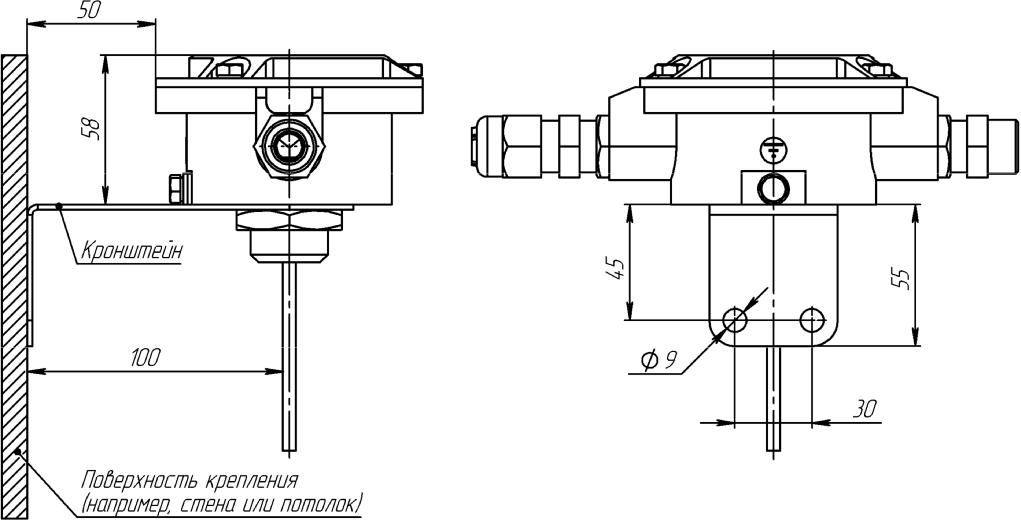 50
58
Кронштейн
100
Поверхность крепления
(например, стена или потолок)
45
55
Ф 9
30